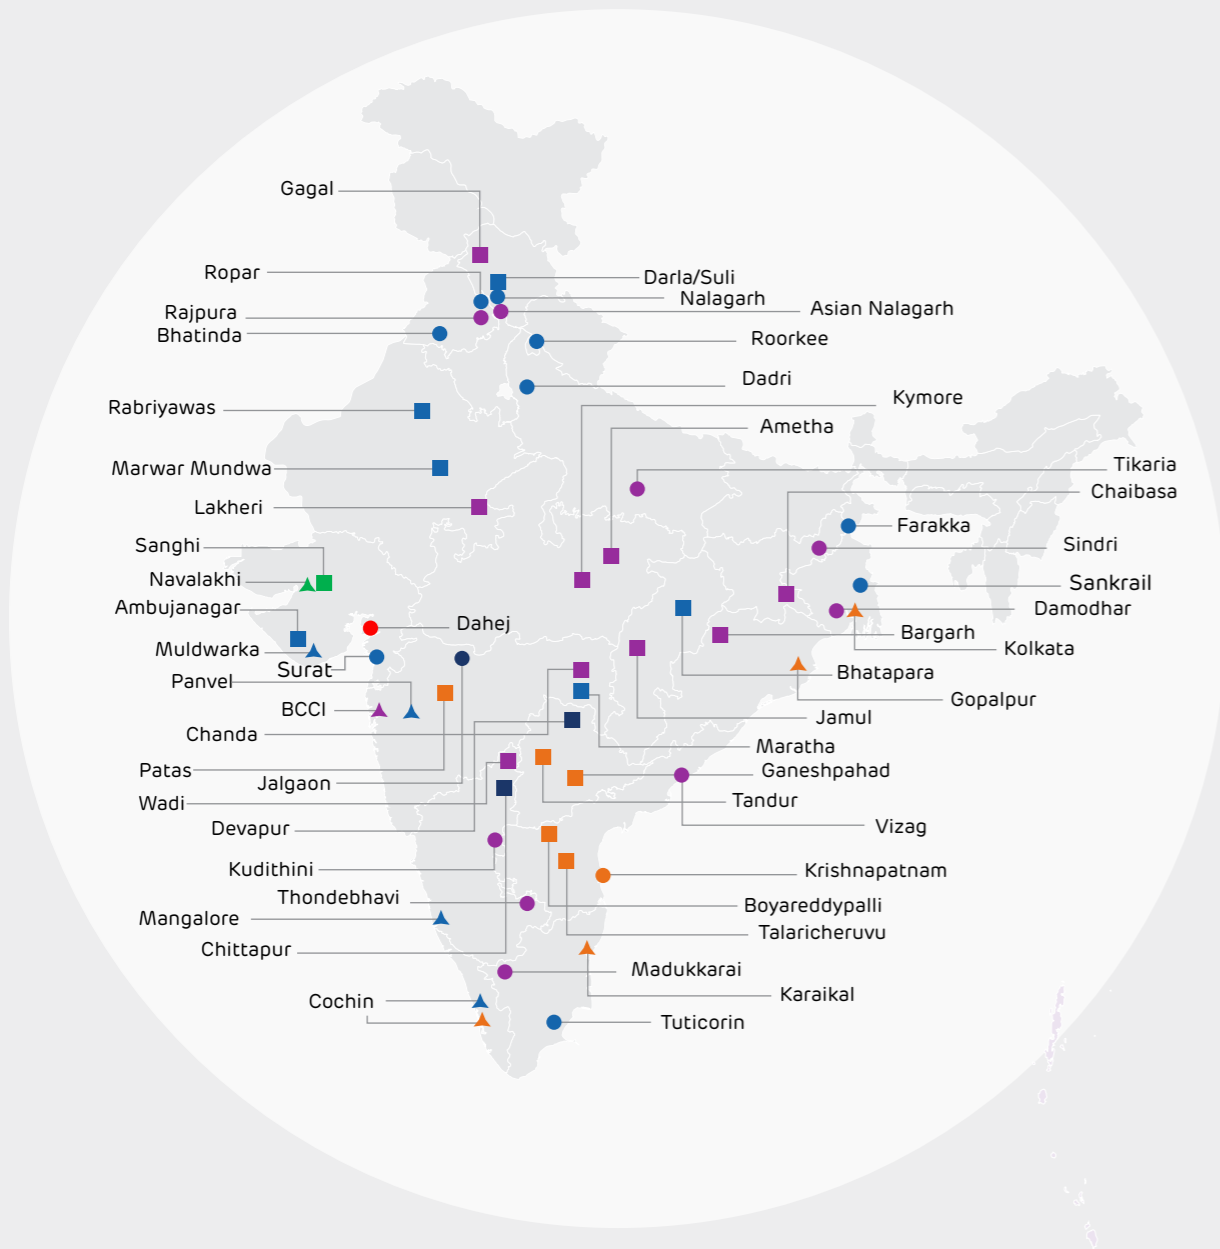 Gagal
Ropar
Darla/Suli
Nalagarh
Rajpura
Asian Nalagarh
Bhatinda
Roorkee
Dadri
Kymore
Rabriyawas
Ametha
Marwar Mundwa
Tikaria
Chaibasa
Lakheri
Farakka
Sanghi
Sindri
Navalakhi
Sankrail
Ambujanagar
Damodhar
Dahej
Bargarh
Muldwarka
Kolkata
Surat
Bhatapara
Panvel
Gopalpur
BCCI
Jamul
Chanda
Maratha
Patas
Ganeshpahad
Jalgaon
Wadi
Tandur
Devapur
Vizag
Kudithini
Krishnapatnam
Thondebhavi
Boyareddypalli
Mangalore
Talaricheruvu
Chittapur
Madukkarai
Karaikal
Cochin
Tuticorin